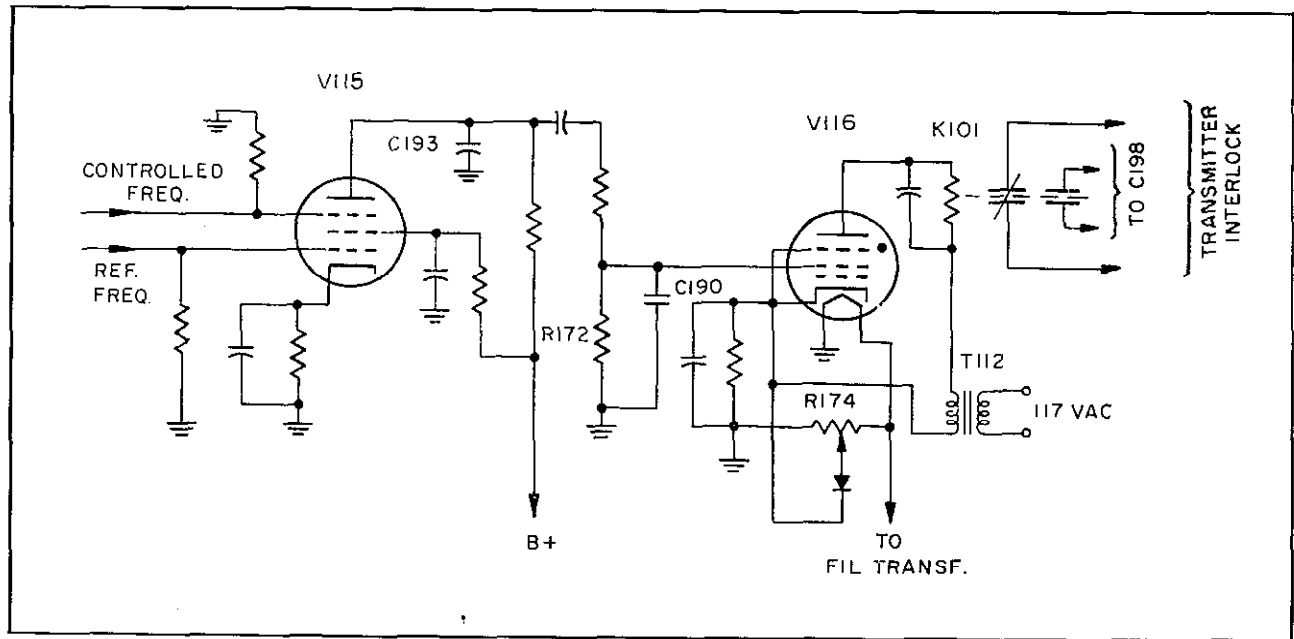 V115
C193
V116
K101
CONTROLLED
FREQ.
REF.
FREQ.
C190
R172
R174
T112
117 VAC
TO C198
TRANSMITTER
INTERLOCK
B+
TO
FIL TRANSF.